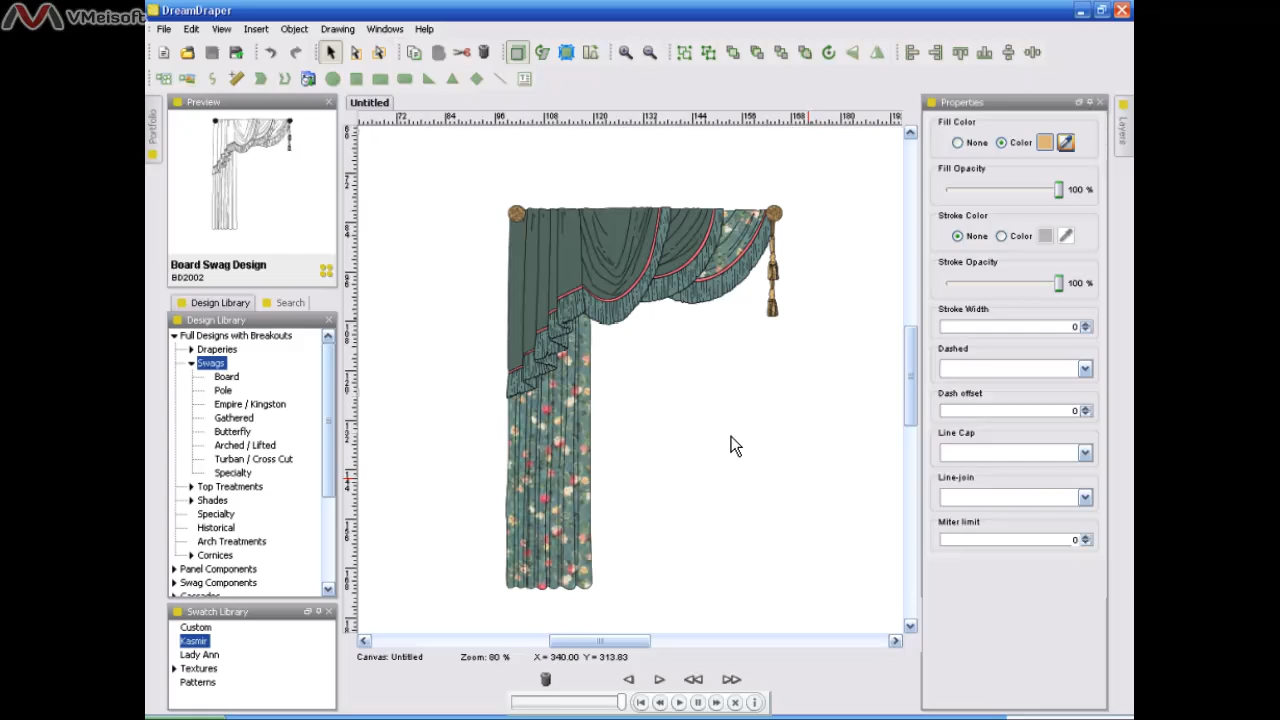 VMeisoft
DreamDraper
File Edit View Insert Object Drawing Windows Help
Portfolio
Preview
Board Swag Design
BD2002
Design Library Search
Design Library
Full Designs with Breakouts
Draperies
Swags
Board
Pole
Empire / Kingston
Gathered
Butterfly
Arched / Lifted
Turban / Cross Cut
Specialty
Top Treatments
Shades
Specialty
Historical
Arch Treatments
Cornices
Panel Components
Swag Components
Swatch Library
Custom
Kasmir
Lady Ann
Textures
Patterns
Untitled
72 84 96 108 120 132 144 156 168 180
Canvas: Untitled Zoom: 80 % X = 340.00 Y = 313.83
Properties
Fill Color
None Color
Fill Opacity
100 %
Stroke Color
None Color
Stroke Opacity
100 %
Stroke Width
0
Dashed
Dash offset
0
Line Cap
Line-join
Miter limit
0
Layers